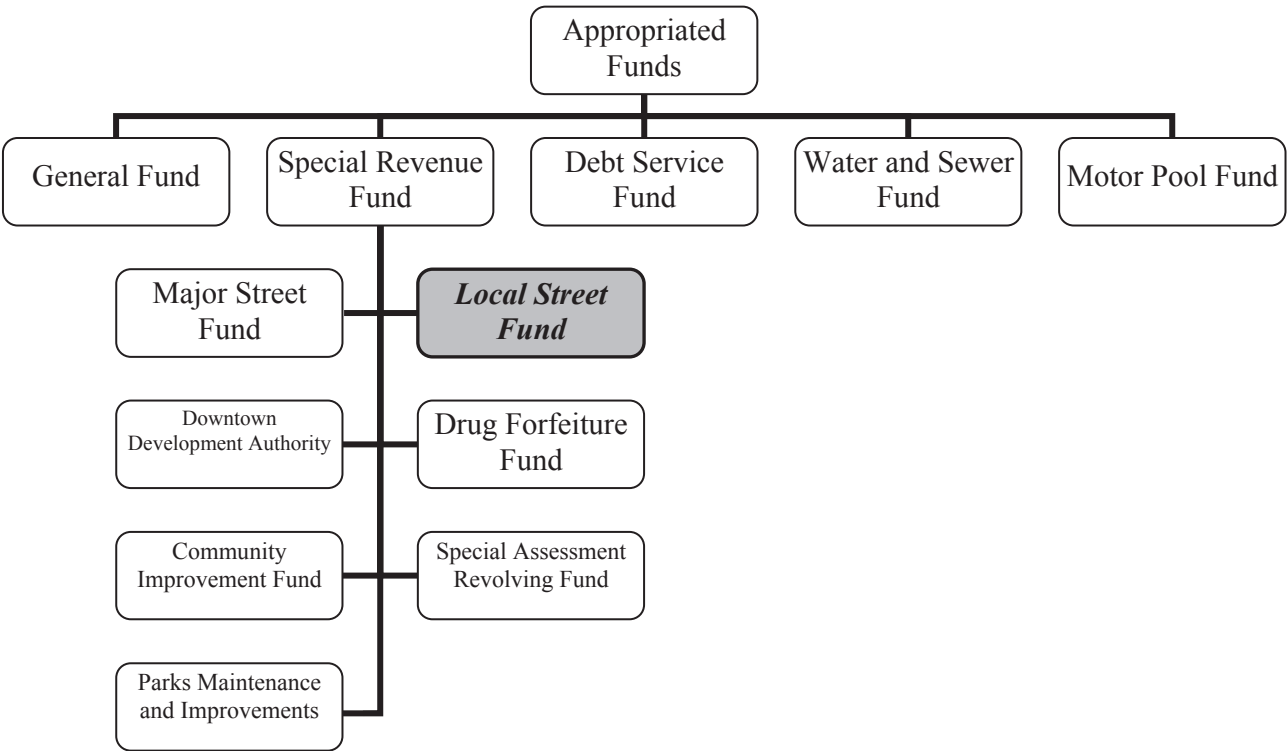 Appropriated
Funds
General Fund
Special Revenue
Fund
Debt Service
Fund
Water and Sewer
Fund
Motor Pool Fund
Major Street
Fund
Local Street
Fund
Downtown
Development Authority
Drug Forfeiture
Fund
Community
Improvement Fund
Special Assessment
Revolving Fund
Parks Maintenance
and Improvements